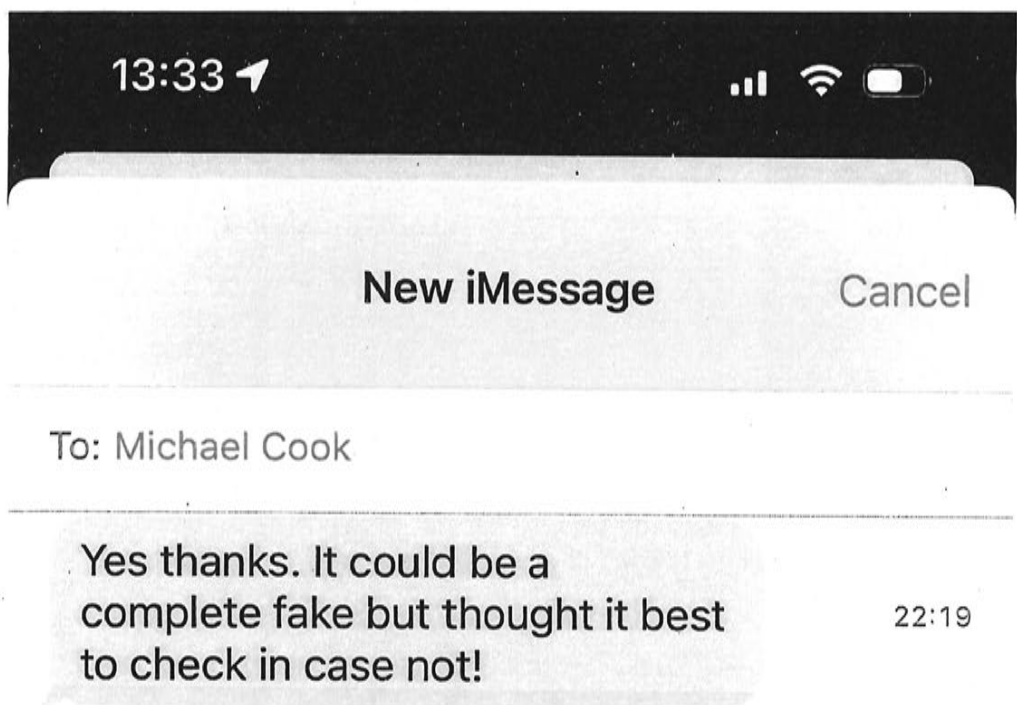 13:33
New iMessage
Cancel
To: Michael Cook
Yes thanks. It could be a
complete fake but thought it best
to check in case not!
22:19